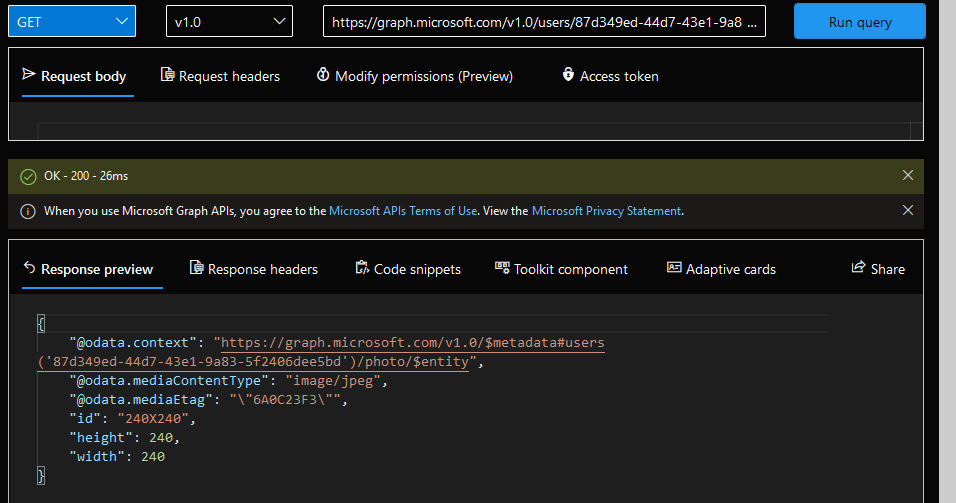 GET v1.0 https://graph.microsoft.com/v1.0/users/87d349ed-44d7-43e1-9a8 ... Run query
Request body Request headers Modify permissions (Preview) Access token
OK - 200 - 26ms
When you use Microsoft Graph APIs, you agree to the Microsoft APIs Terms of Use. View the Microsoft Privacy Statement.
Response preview Response headers Code snippets Toolkit component Adaptive cards Share
{
"@odata.context": "https://graph.microsoft.com/v1.0/$metadata#users
('87d349ed-44d7-43e1-9a83-5f2406dee5bd')/photo/$entity",
"@odata.mediaContentType": "image/jpeg",
"@odata.mediaEtag": "\"6A0C23F3\"",
"id": "240X240",
"height": 240,
"width": 240
}